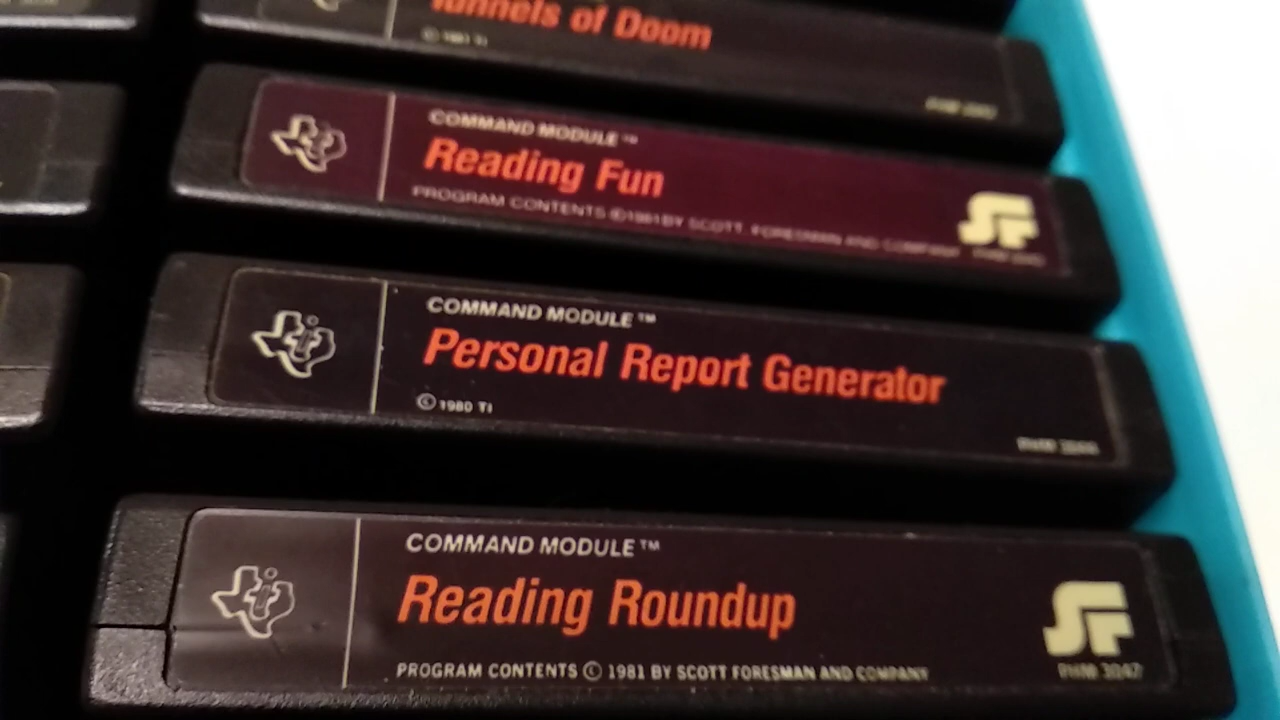 Tunnels of Doom
© 1981 TI
COMMAND MODULE™
Reading Fun
PROGRAM CONTENTS ©1981 BY SCOTT, FORESMAN AND COMPANY
SF
COMMAND MODULE™
Personal Report Generator
© 1980 TI
PHM 3044
COMMAND MODULE™
Reading Roundup
PROGRAM CONTENTS © 1981 BY SCOTT FORESMAN AND COMPANY
SF
PHM 3047